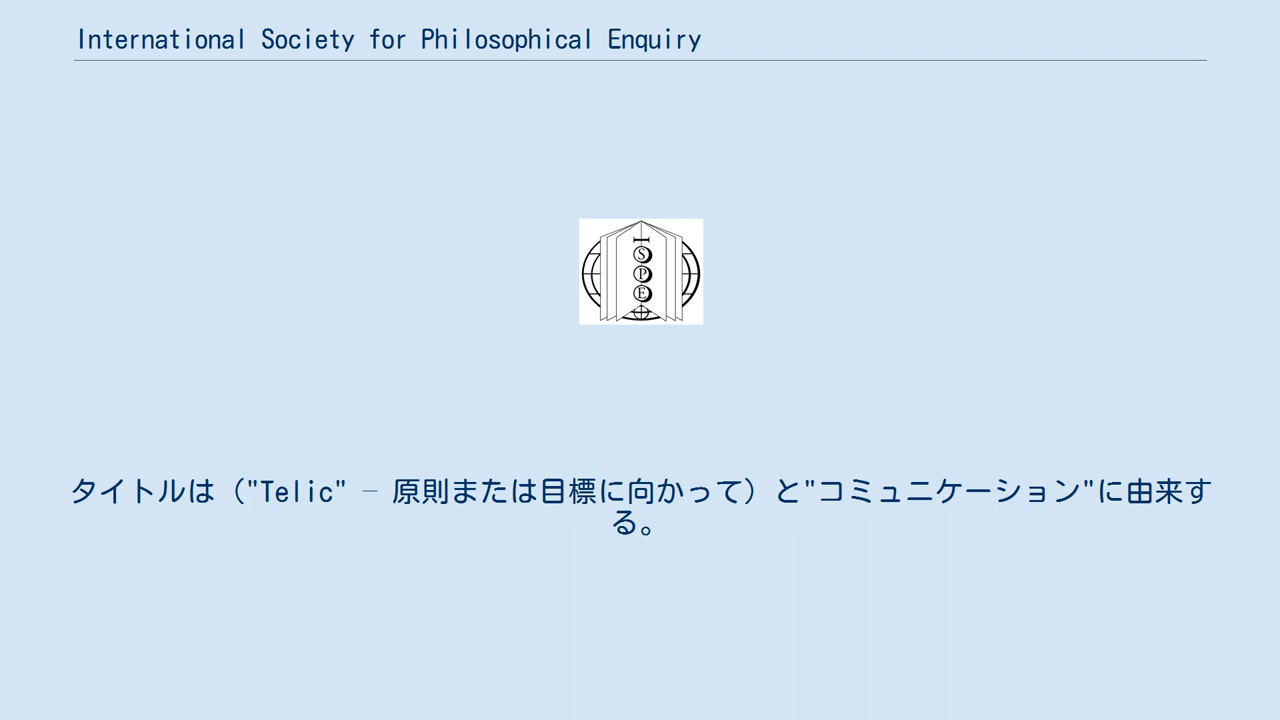 International Society for Philosophical Enquiry
I
S
P
E
タイトルは（"Telic" – 原則または目標に向かって）と"コミュニケーション"に由来す
る。